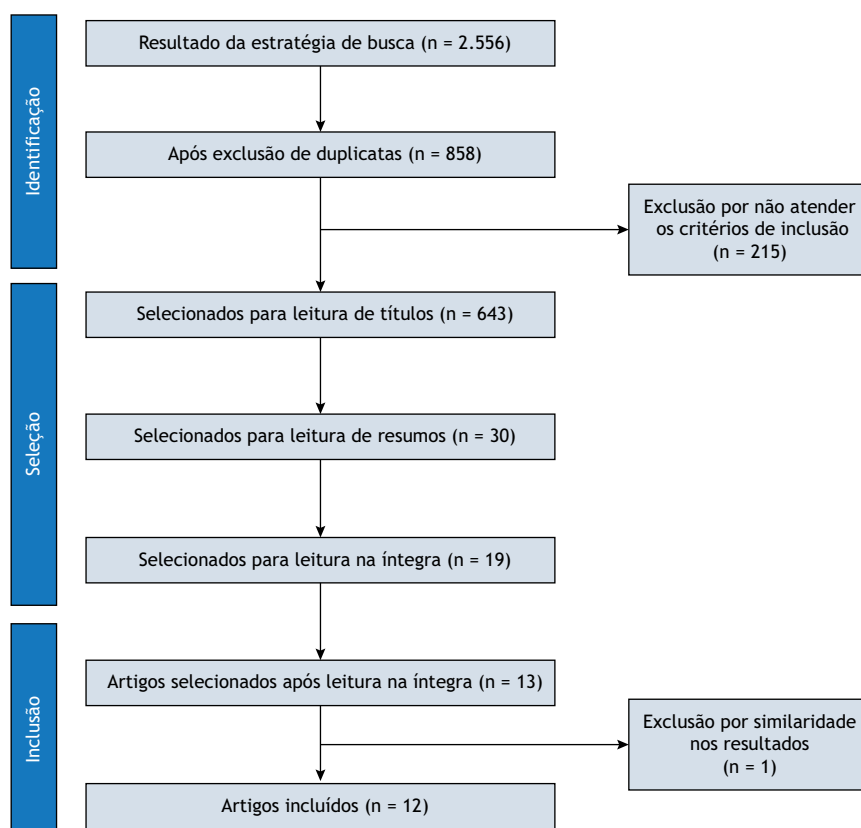 Identificação
Resultado da estratégia de busca (n = 2.556)
Após exclusão de duplicatas (n = 858)
Exclusão por não atender
os critérios de inclusão
(n = 215)
Seleção
Selecionados para leitura de títulos (n = 643)
Selecionados para leitura de resumos (n = 30)
Selecionados para leitura na íntegra (n = 19)
Inclusão
Artigos selecionados após leitura na íntegra (n = 13)
Exclusão por similaridade
nos resultados
(n = 1)
Artigos incluídos (n = 12)